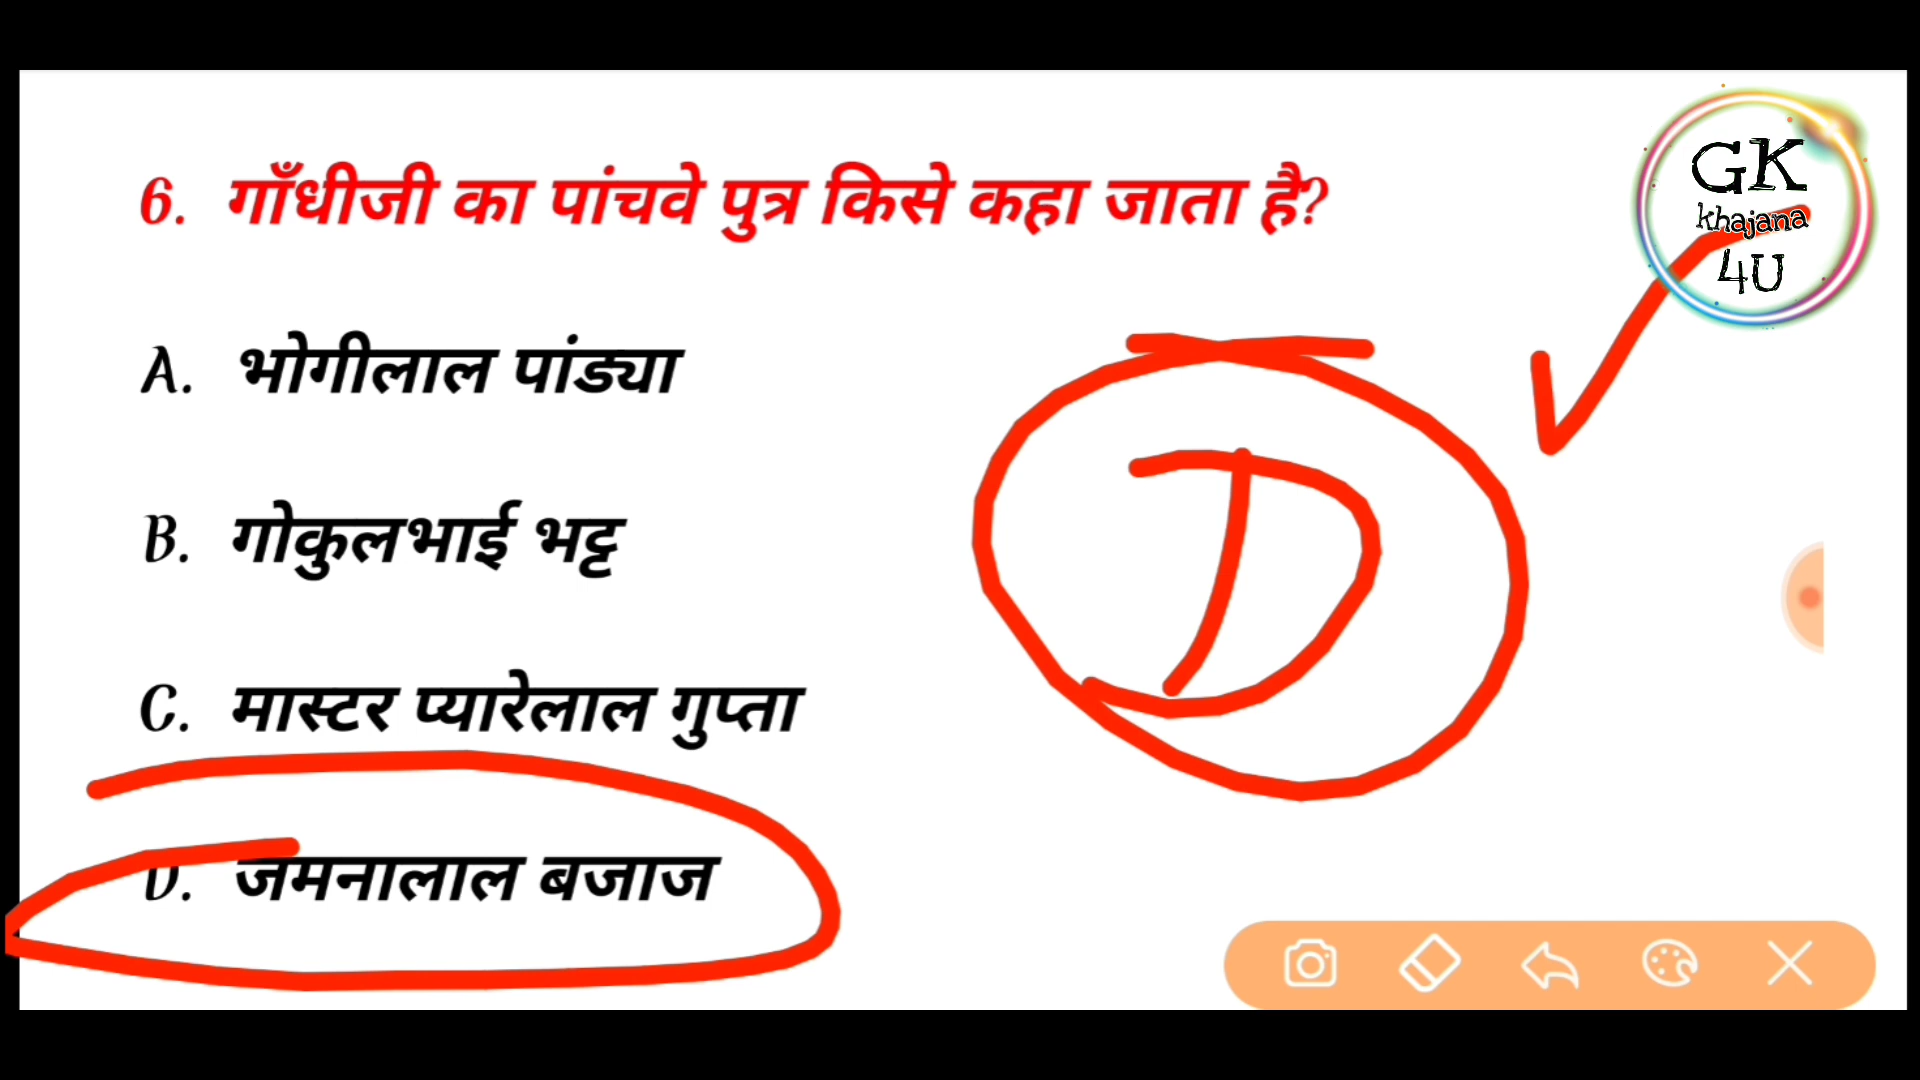 6. गाँधीजी का पांचवे पुत्र किसे कहा जाता है?
A. भोगीलाल पांड्या
B. गोकुलभाई भट्ट
C. मास्टर प्यारेलाल गुप्ता
D. जमनालाल बजाज
D
GK
khajana
4U